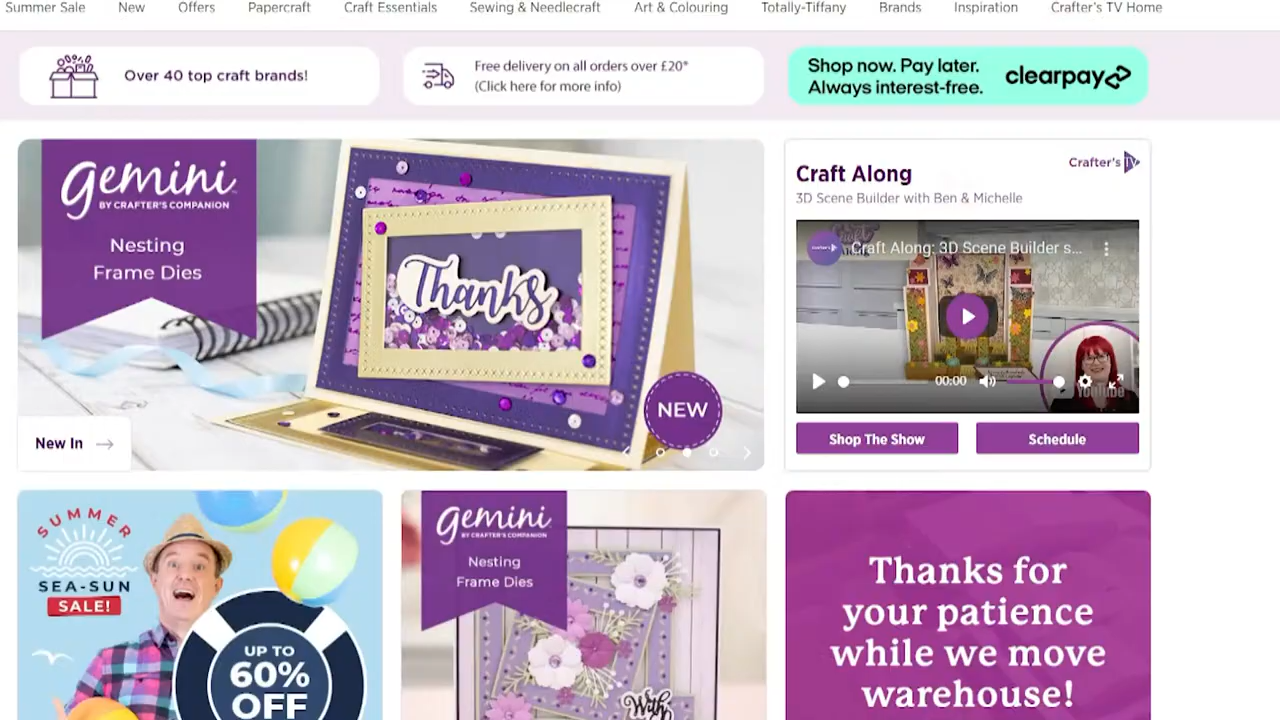 Summer Sale New Offers Papercraft Craft Essentials Sewing & Needlecraft Art & Colouring Totally-Tiffany Brands Inspiration Crafter's TV Home
Over 40 top craft brands!
Free delivery on all orders over £20*
(Click here for more info)
Shop now. Pay later.
Always interest-free.
clearpay
gemini
BY CRAFTER'S COMPANION
Nesting
Frame Dies
Thanks
NEW
New In
Crafter's TV
Craft Along
3D Scene Builder with Ben & Michelle
Craft Along: 3D Scene Builder s...
00:00
YouTube
Shop The Show
Schedule
SUMMER
SEA-SUN
SALE!
UP TO
60%
OFF
gemini
BY CRAFTER'S COMPANION
Nesting
Frame Dies
With
Thanks for
your patience
while we move
warehouse!